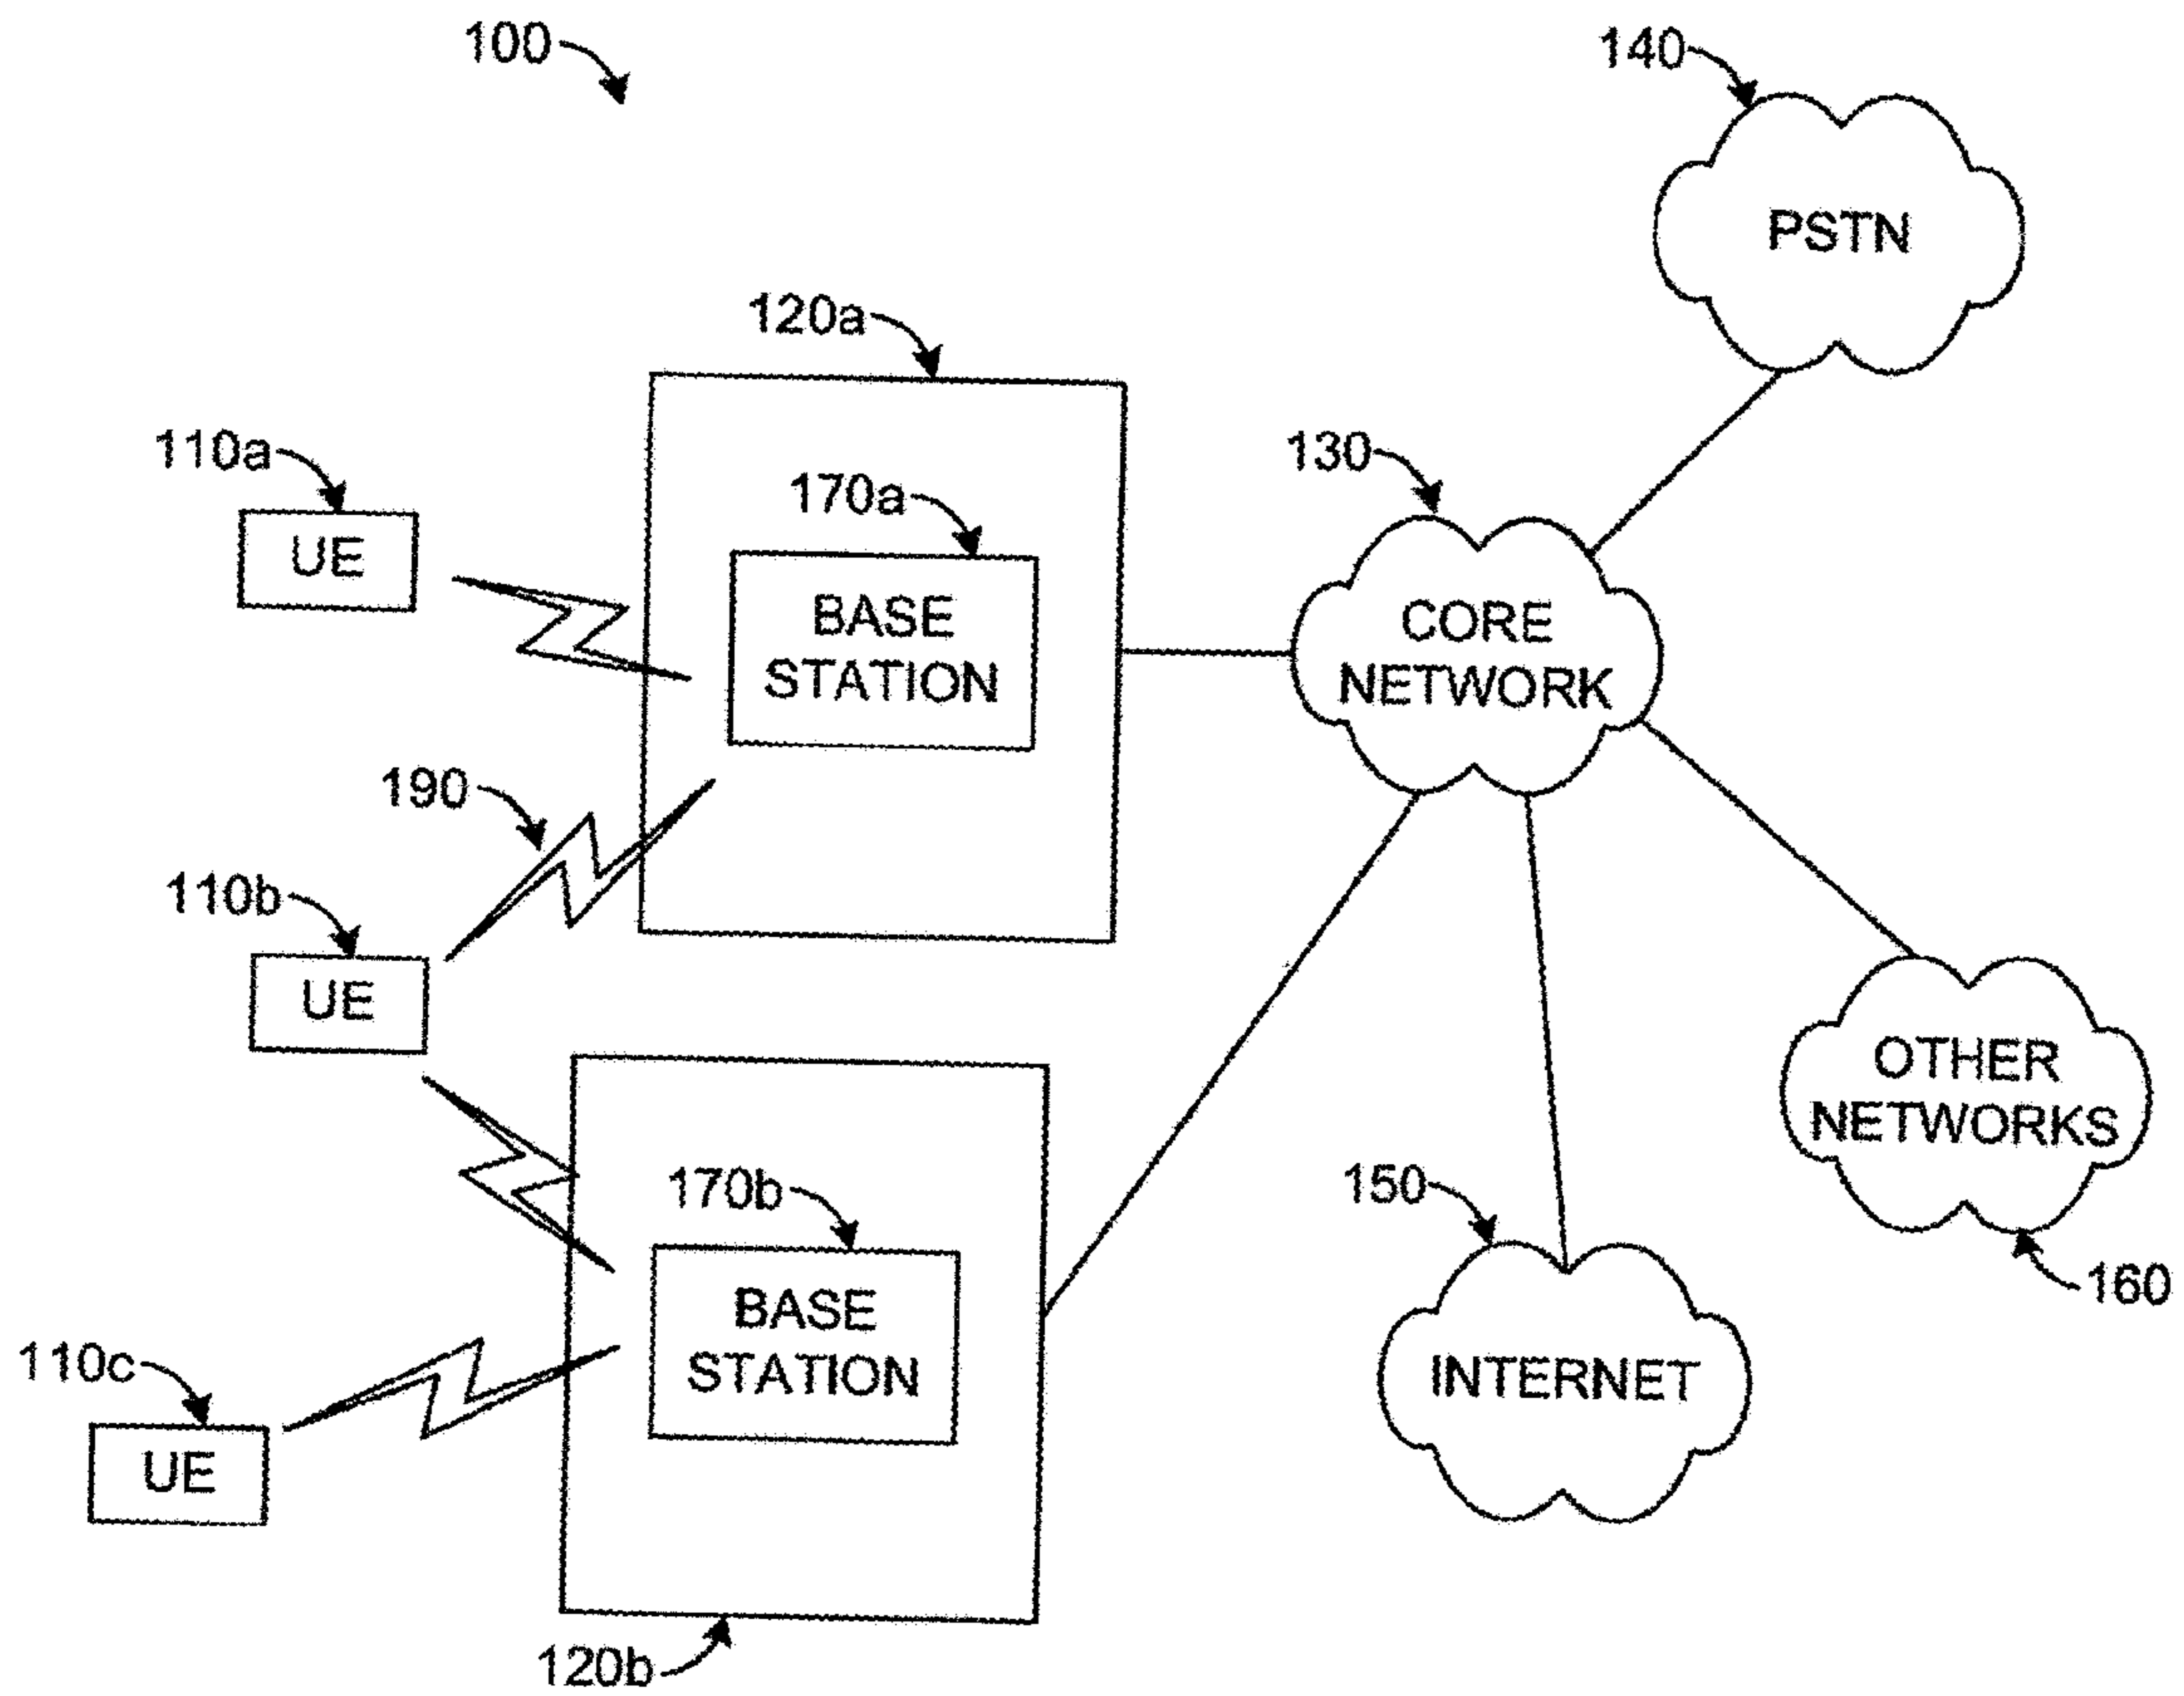 100
140
PSTN
120a
110a
UE
170a
BASE
STATION
130
CORE
NETWORK
190
110b
UE
OTHER
NETWORKS
160
170b
BASE
STATION
150
INTERNET
110c
UE
120b